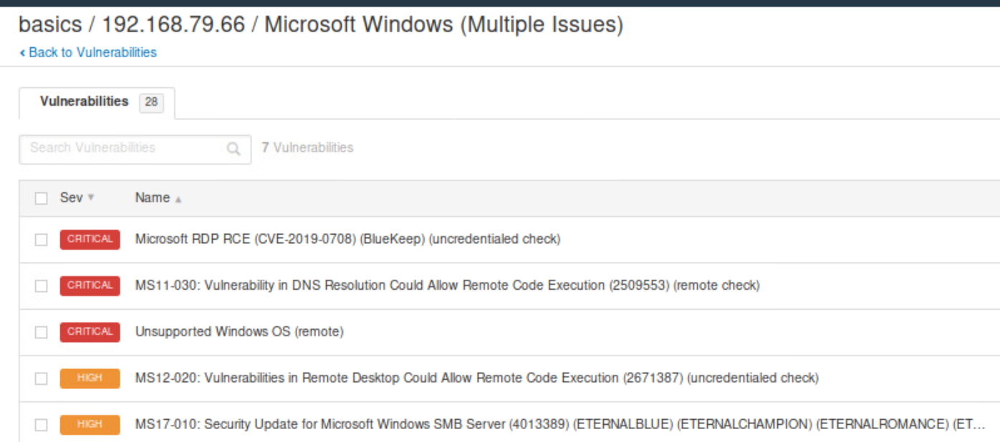 basics / 192.168.79.66 / Microsoft Windows (Multiple Issues)
Back to Vulnerabilities
Vulnerabilities 28
Search Vulnerabilities 7 Vulnerabilities
Sev Name
CRITICAL Microsoft RDP RCE (CVE-2019-0708) (BlueKeep) (uncredentialed check)
CRITICAL MS11-030: Vulnerability in DNS Resolution Could Allow Remote Code Execution (2509553) (remote check)
CRITICAL Unsupported Windows OS (remote)
HIGH MS12-020: Vulnerabilities in Remote Desktop Could Allow Remote Code Execution (2671387) (uncredentialed check)
HIGH MS17-010: Security Update for Microsoft Windows SMB Server (4013389) (ETERNALBLUE) (ETERNALCHAMPION) (ETERNALROMANCE) (ET...